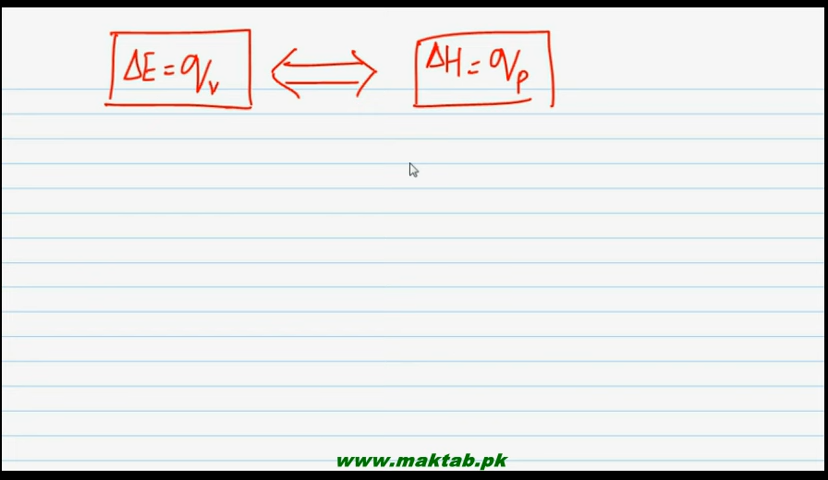 ΔE = qv ⟺ ΔH = qp
www.maktab.pk